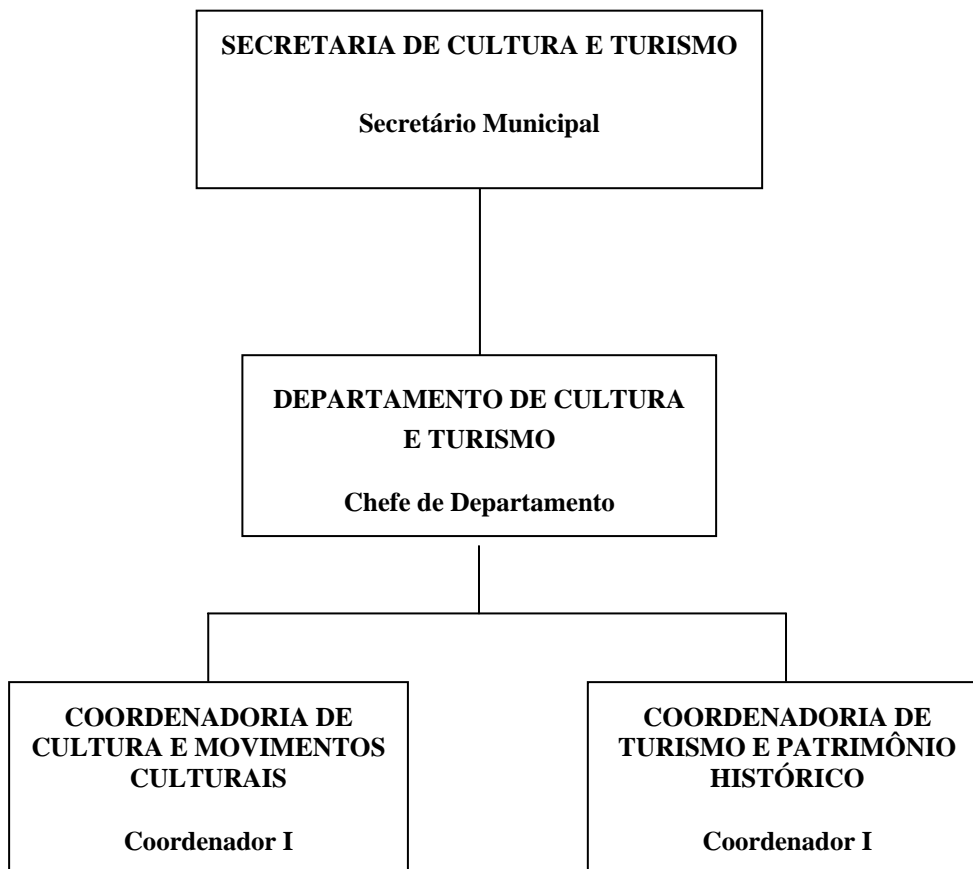 SECRETARIA DE CULTURA E TURISMO
Secretário Municipal
DEPARTAMENTO DE CULTURA
E TURISMO
Chefe de Departamento
COORDENADORIA DE
CULTURA E MOVIMENTOS
CULTURAIS
Coordenador I
COORDENADORIA DE
TURISMO E PATRIMÔNIO
HISTÓRICO
Coordenador I